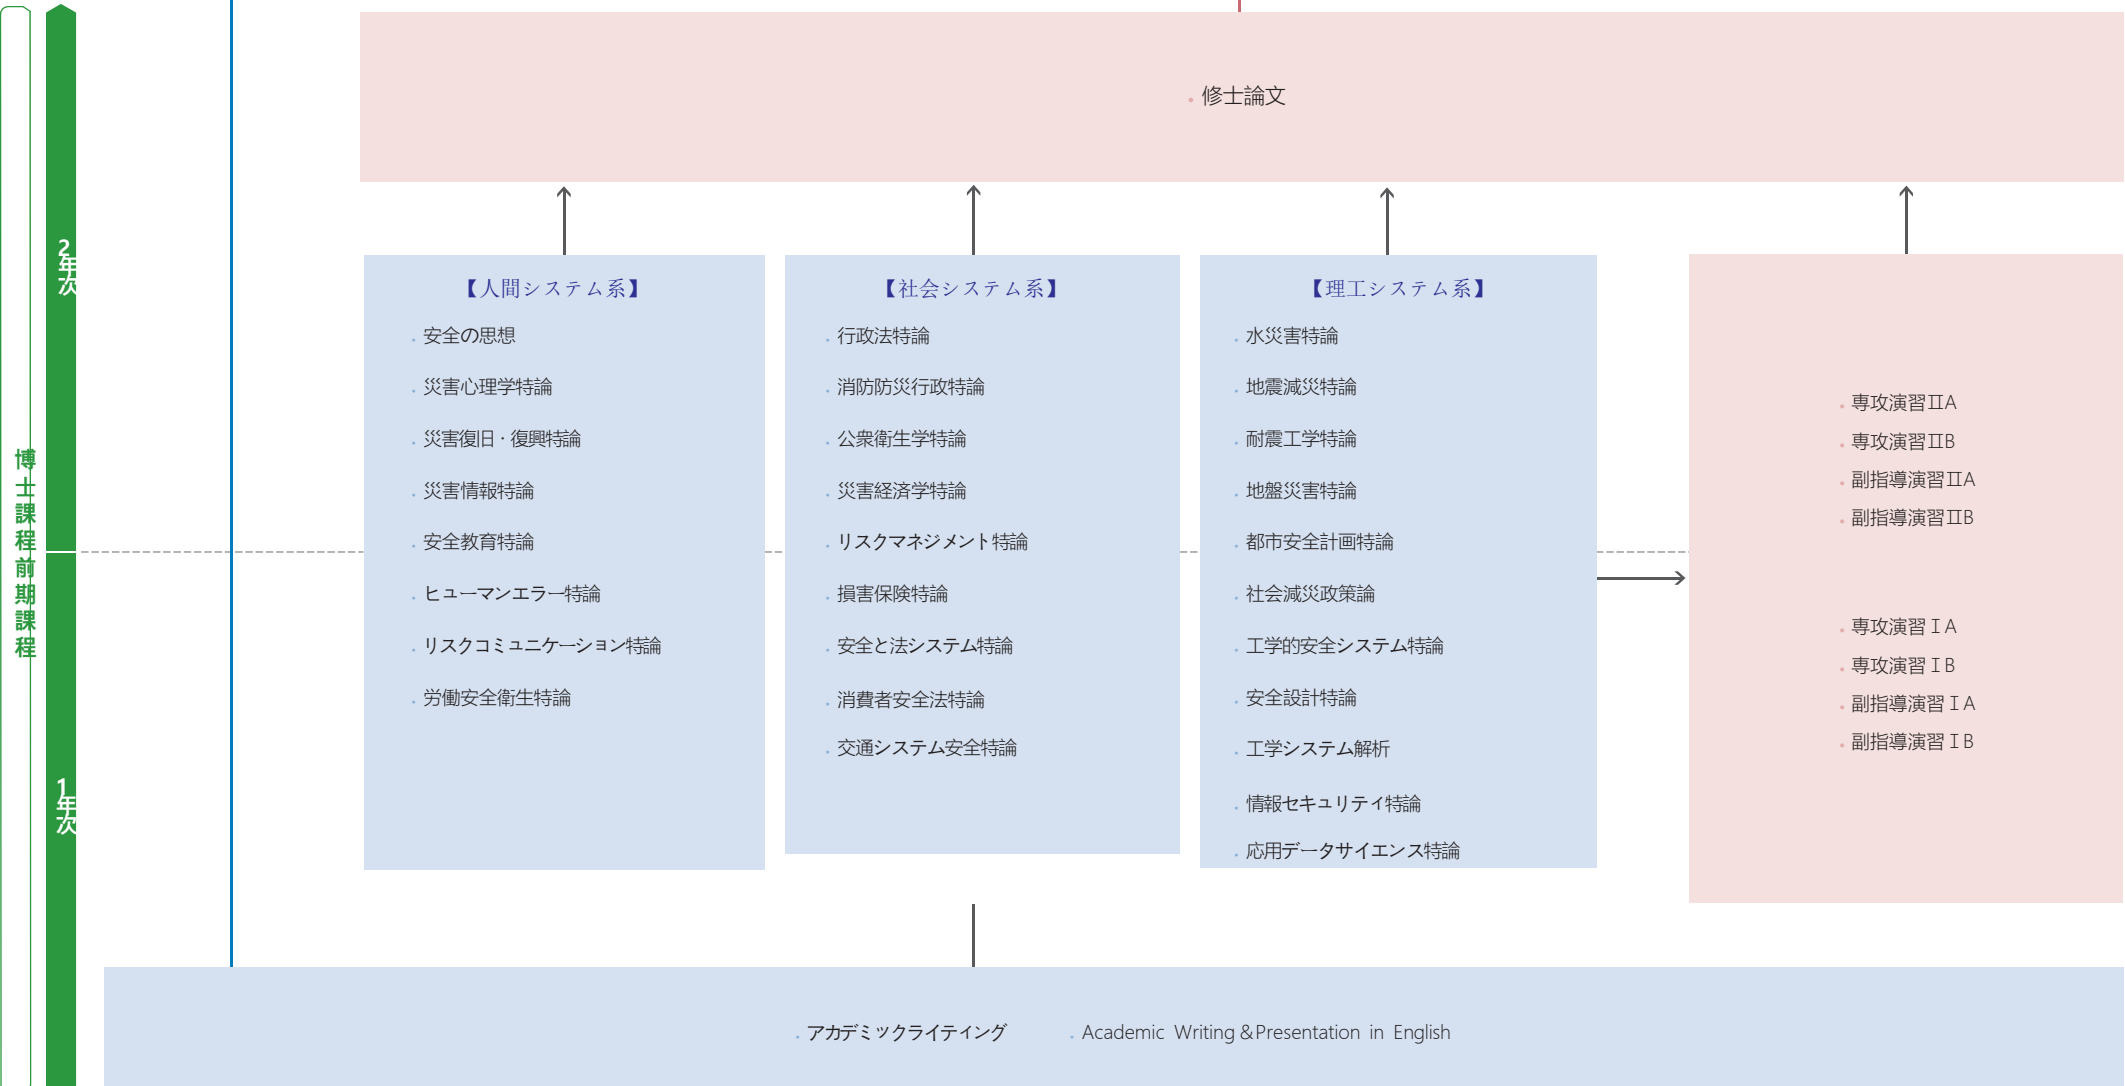 博士課程前期課程
2年次
1年次
修士論文
【人間システム系】
安全の思想
災害心理学特論
災害復旧・復興特論
災害情報特論
安全教育特論
ヒューマンエラー特論
リスクコミュニケーション特論
労働安全衛生特論
【社会システム系】
行政法特論
消防防災行政特論
公衆衛生学特論
災害経済学特論
リスクマネジメント特論
損害保険特論
安全と法システム特論
消費者安全法特論
交通システム安全特論
【理工システム系】
水災害特論
地震減災特論
耐震工学特論
地盤災害特論
都市安全計画特論
社会減災政策論
工学的安全システム特論
安全設計特論
工学システム解析
情報セキュリティ特論
応用データサイエンス特論
専攻演習ⅡA
専攻演習ⅡB
副指導演習ⅡA
副指導演習ⅡB
専攻演習ⅠA
専攻演習ⅠB
副指導演習ⅠA
副指導演習ⅠB
アカデミックライティング
Academic Writing &Presentation in English